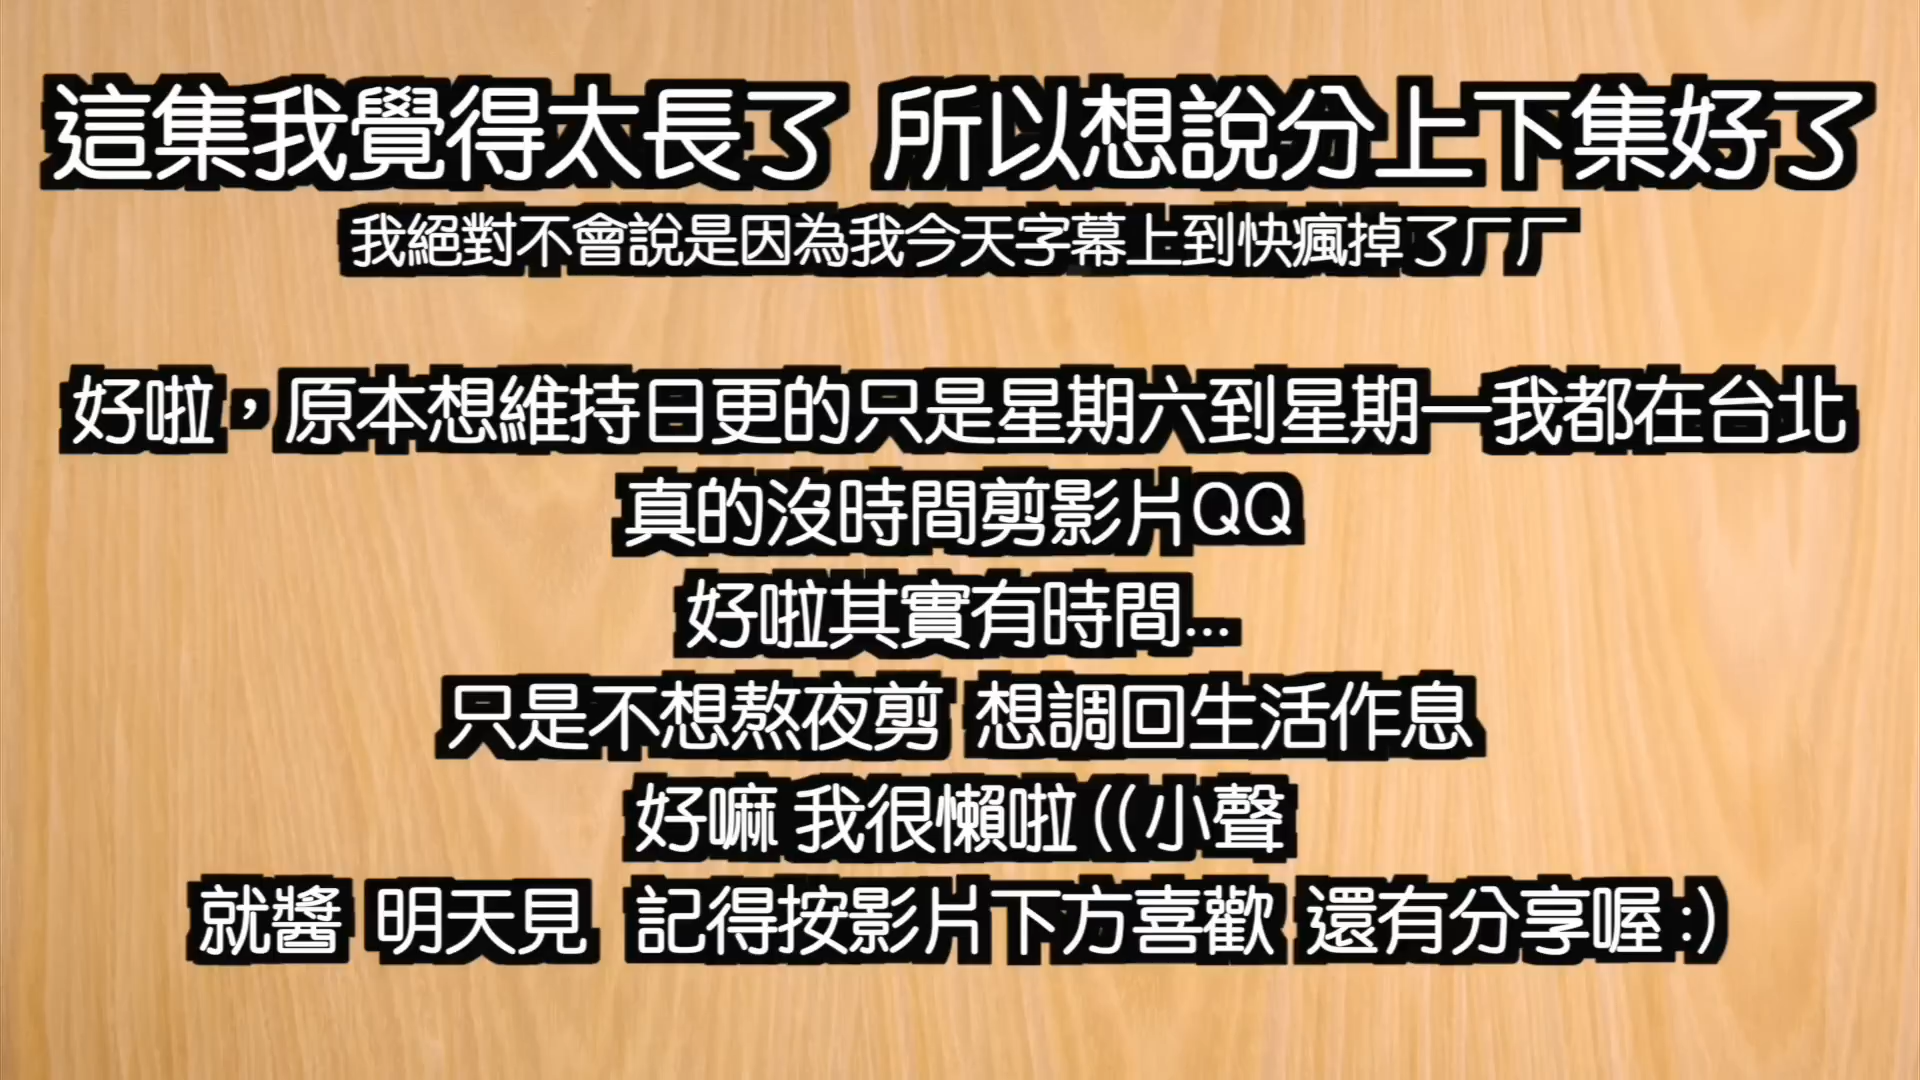 這集我覺得太長了 所以想說分上下集好了
我絕對不會說是因為我今天字幕上到快瘋掉了厂厂
好啦，原本想維持日更的只是星期六到星期一我都在台北
真的沒時間剪影片QQ
好啦其實有時間...
只是不想熬夜剪 想調回生活作息
好嘛 我很懶啦 ((小聲
就醬 明天見 記得按影片下方喜歡 還有分享喔 :)